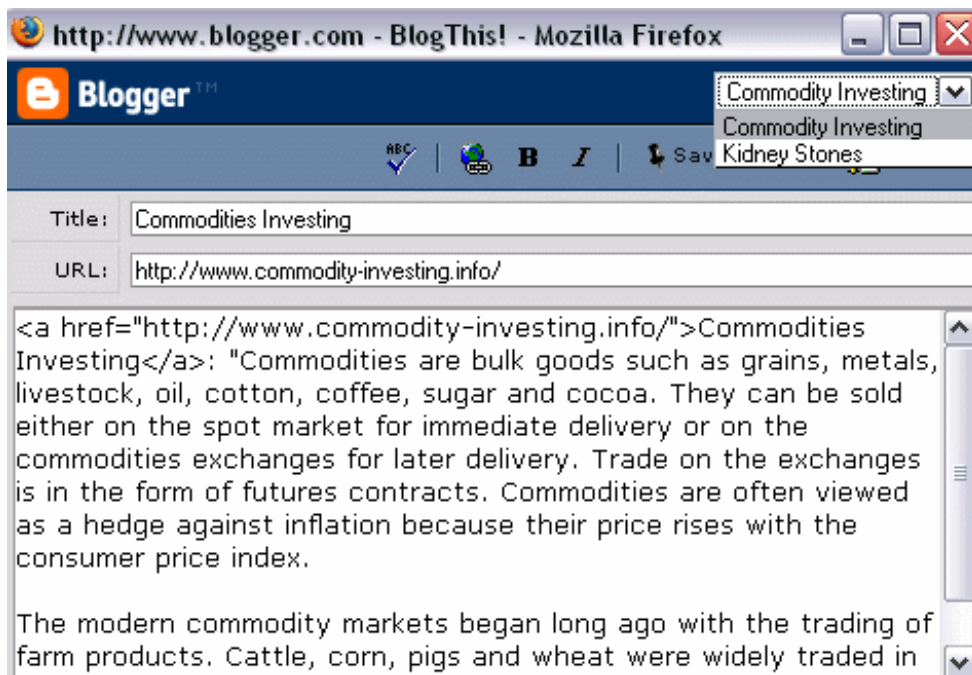 http://www.blogger.com - BlogThis! - Mozilla Firefox
Blogger™
Commodity Investing
Commodity Investing
Kidney Stones
ABC
B I
Sav
Title: Commodities Investing
URL: http://www.commodity-investing.info/
<a href="http://www.commodity-investing.info/">Commodities
Investing</a>: "Commodities are bulk goods such as grains, metals,
livestock, oil, cotton, coffee, sugar and cocoa. They can be sold
either on the spot market for immediate delivery or on the
commodities exchanges for later delivery. Trade on the exchanges
is in the form of futures contracts. Commodities are often viewed
as a hedge against inflation because their price rises with the
consumer price index.
The modern commodity markets began long ago with the trading of
farm products. Cattle, corn, pigs and wheat were widely traded in